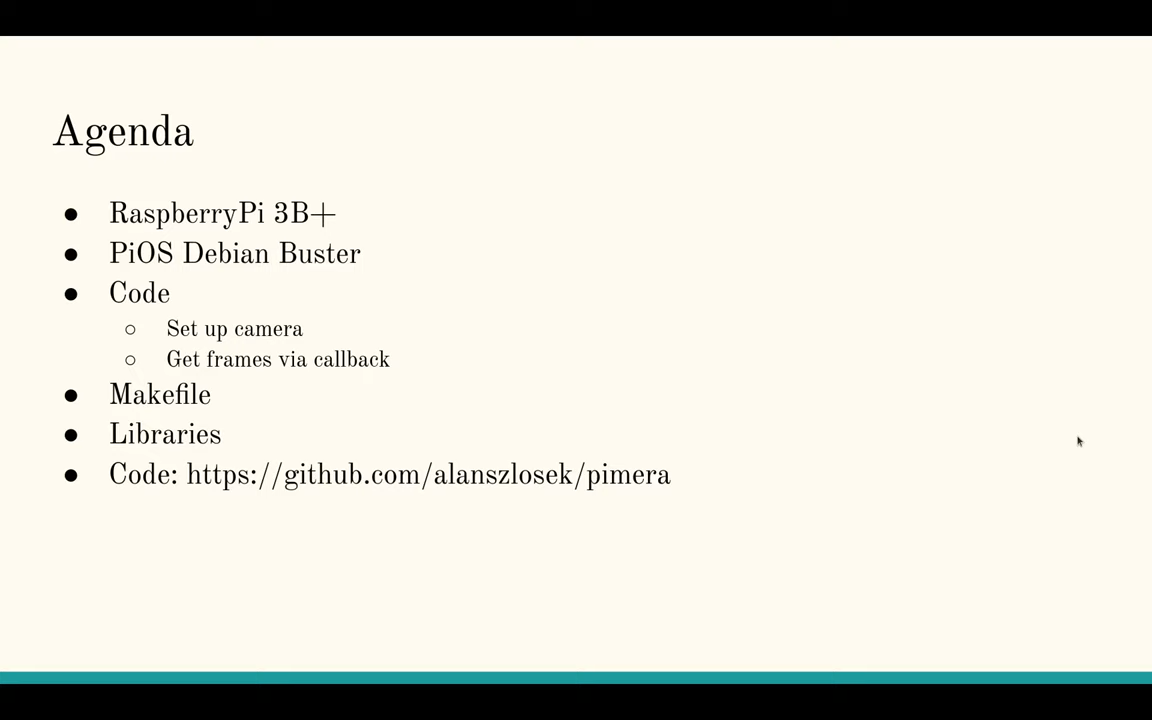 Agenda
● RaspberryPi 3B+
● PiOS Debian Buster
● Code
○ Set up camera
○ Get frames via callback
● Makefile
● Libraries
● Code: https://github.com/alanszlosek/pimera